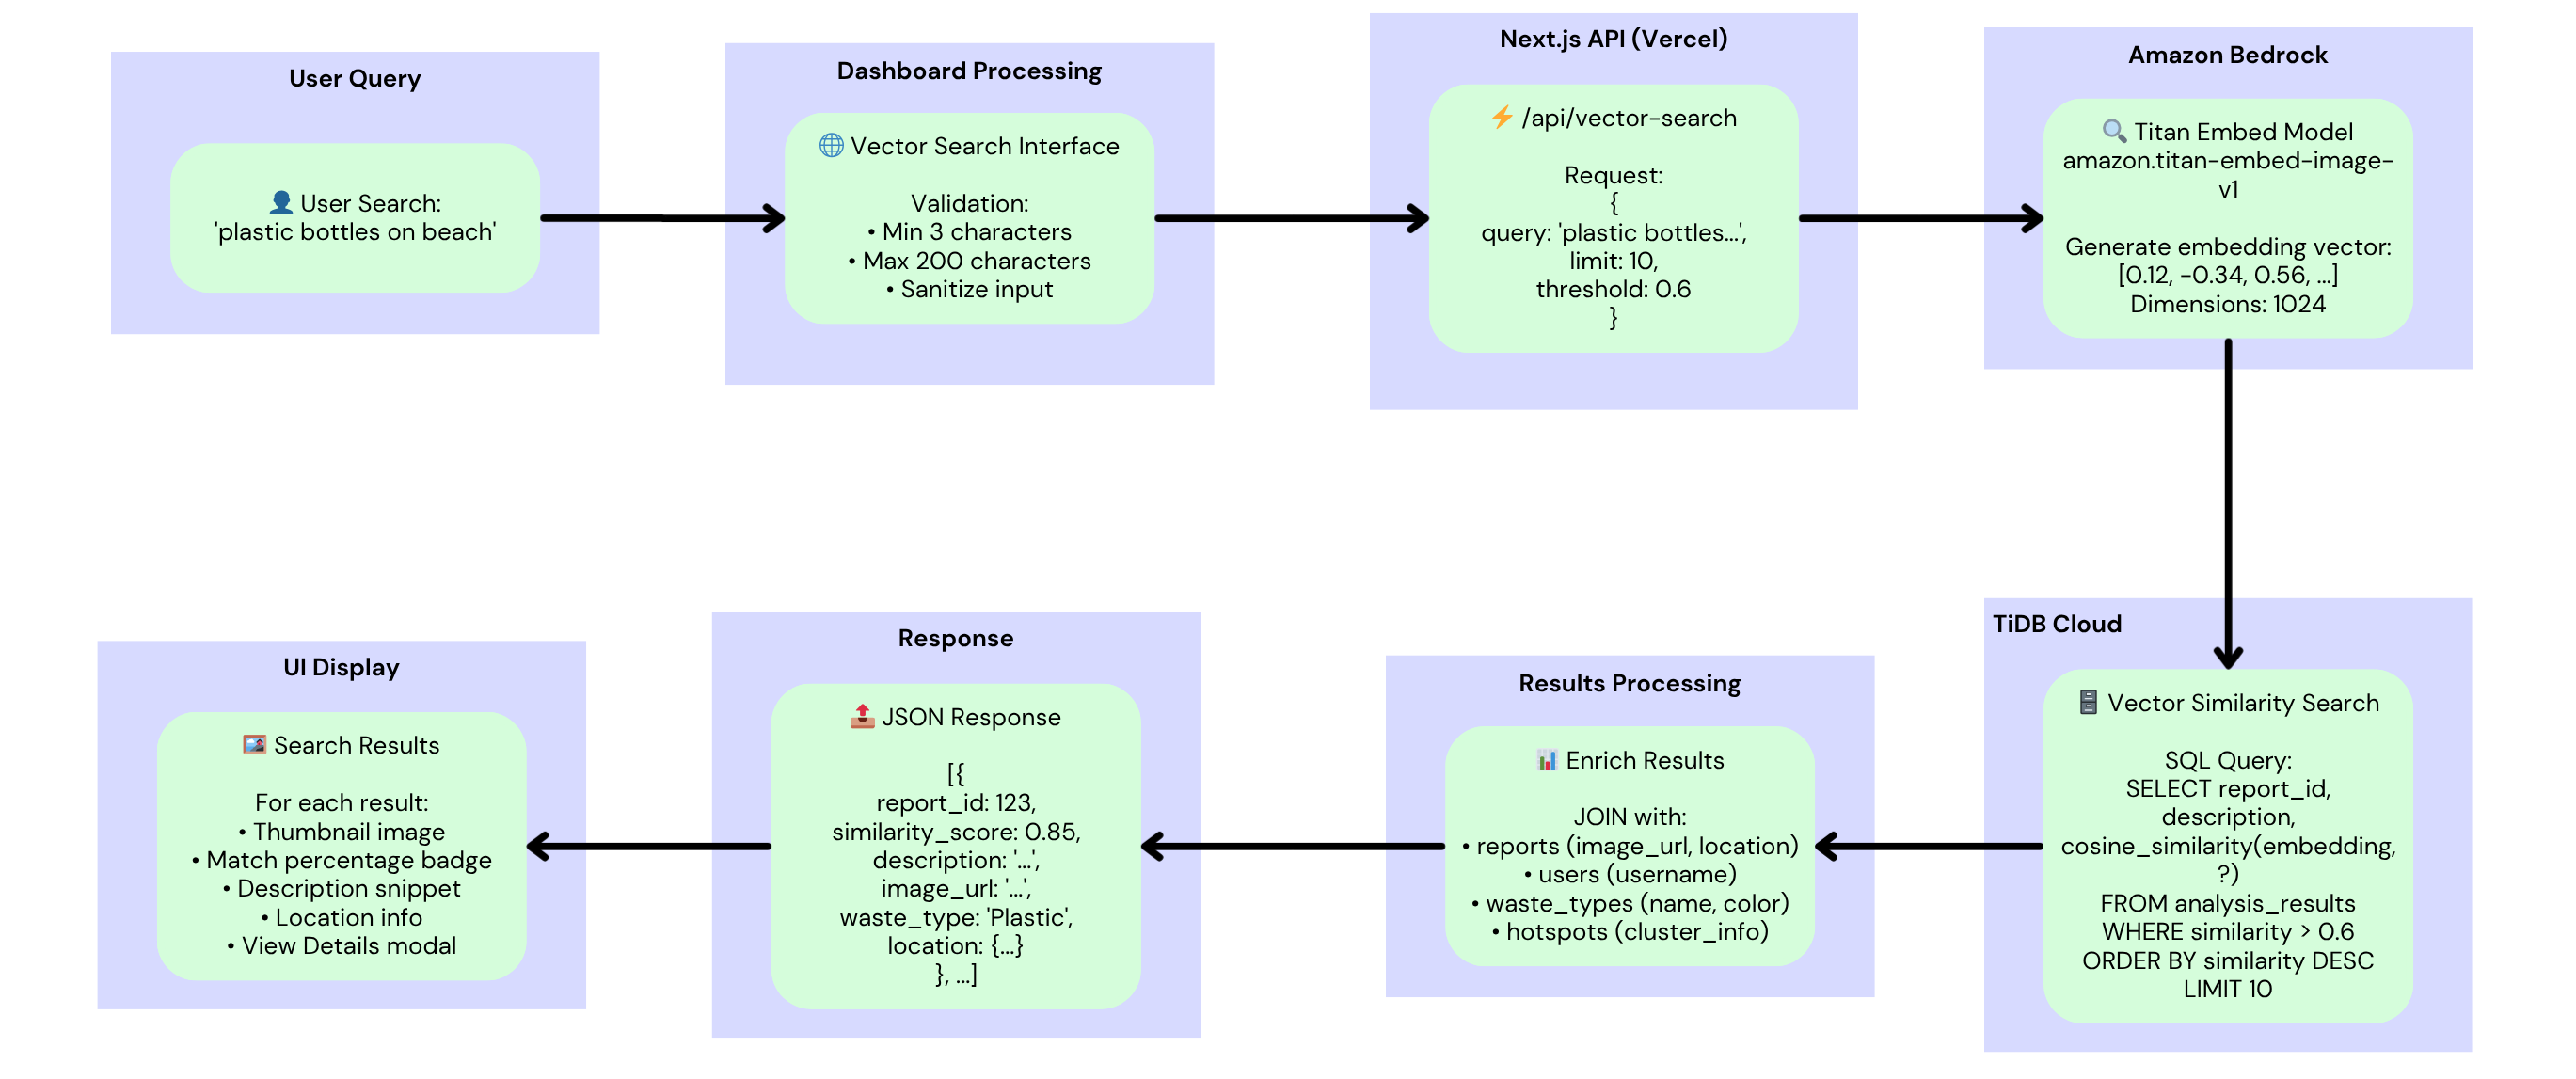 User Query
👤 User Search:
'plastic bottles on beach'
Dashboard Processing
🌐 Vector Search Interface
Validation:
• Min 3 characters
• Max 200 characters
• Sanitize input
Next.js API (Vercel)
⚡ /api/vector-search
Request:
{
query: 'plastic bottles...',
limit: 10,
threshold: 0.6
}
Amazon Bedrock
🔍 Titan Embed Model
amazon.titan-embed-image-
v1
Generate embedding vector:
[0.12, -0.34, 0.56, ...]
Dimensions: 1024
TiDB Cloud
🗄️ Vector Similarity Search
SQL Query:
SELECT report_id,
description,
cosine_similarity(embedding,
?)
FROM analysis_results
WHERE similarity > 0.6
ORDER BY similarity DESC
LIMIT 10
Results Processing
📊 Enrich Results
JOIN with:
• reports (image_url, location)
• users (username)
• waste_types (name, color)
• hotspots (cluster_info)
Response
📤 JSON Response
[{
report_id: 123,
similarity_score: 0.85,
description: '...',
image_url: '...',
waste_type: 'Plastic',
location: {...}
}, ...]
UI Display
🖼️ Search Results
For each result:
• Thumbnail image
• Match percentage badge
• Description snippet
• Location info
• View Details modal